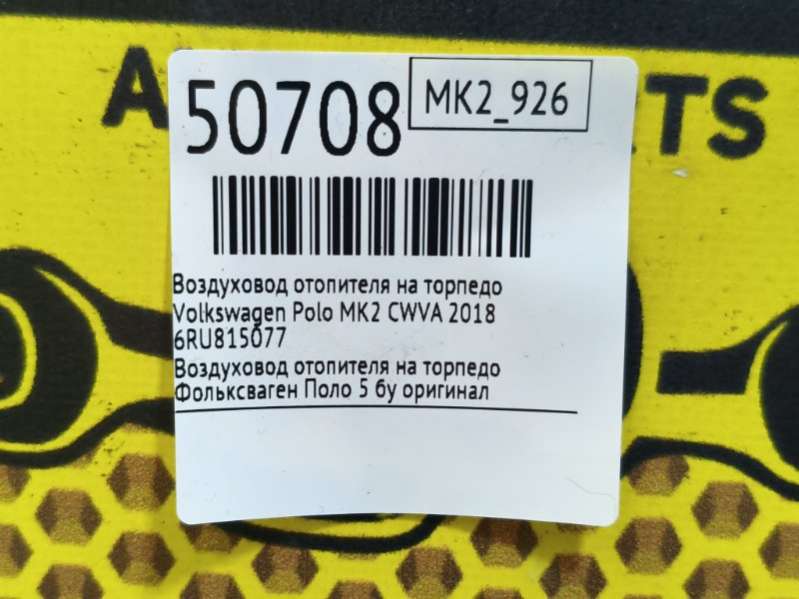 A RTS
50708
MK2_926
Воздуховод отопителя на торпедо
Volkswagen Polo MK2 CWVA 2018
6RU815077
Воздуховод отопителя на торпедо
Фольксваген Поло 5 бу оригинал